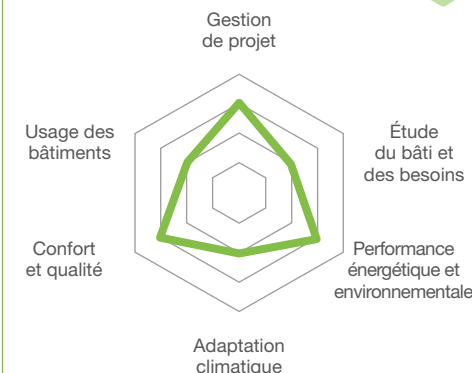 Gestion
de projet
Étude
du bâti et
des besoins
Performance
énergétique et
environnementale
Adaptation
climatique
Confort
et qualité
Usage des
bâtiments